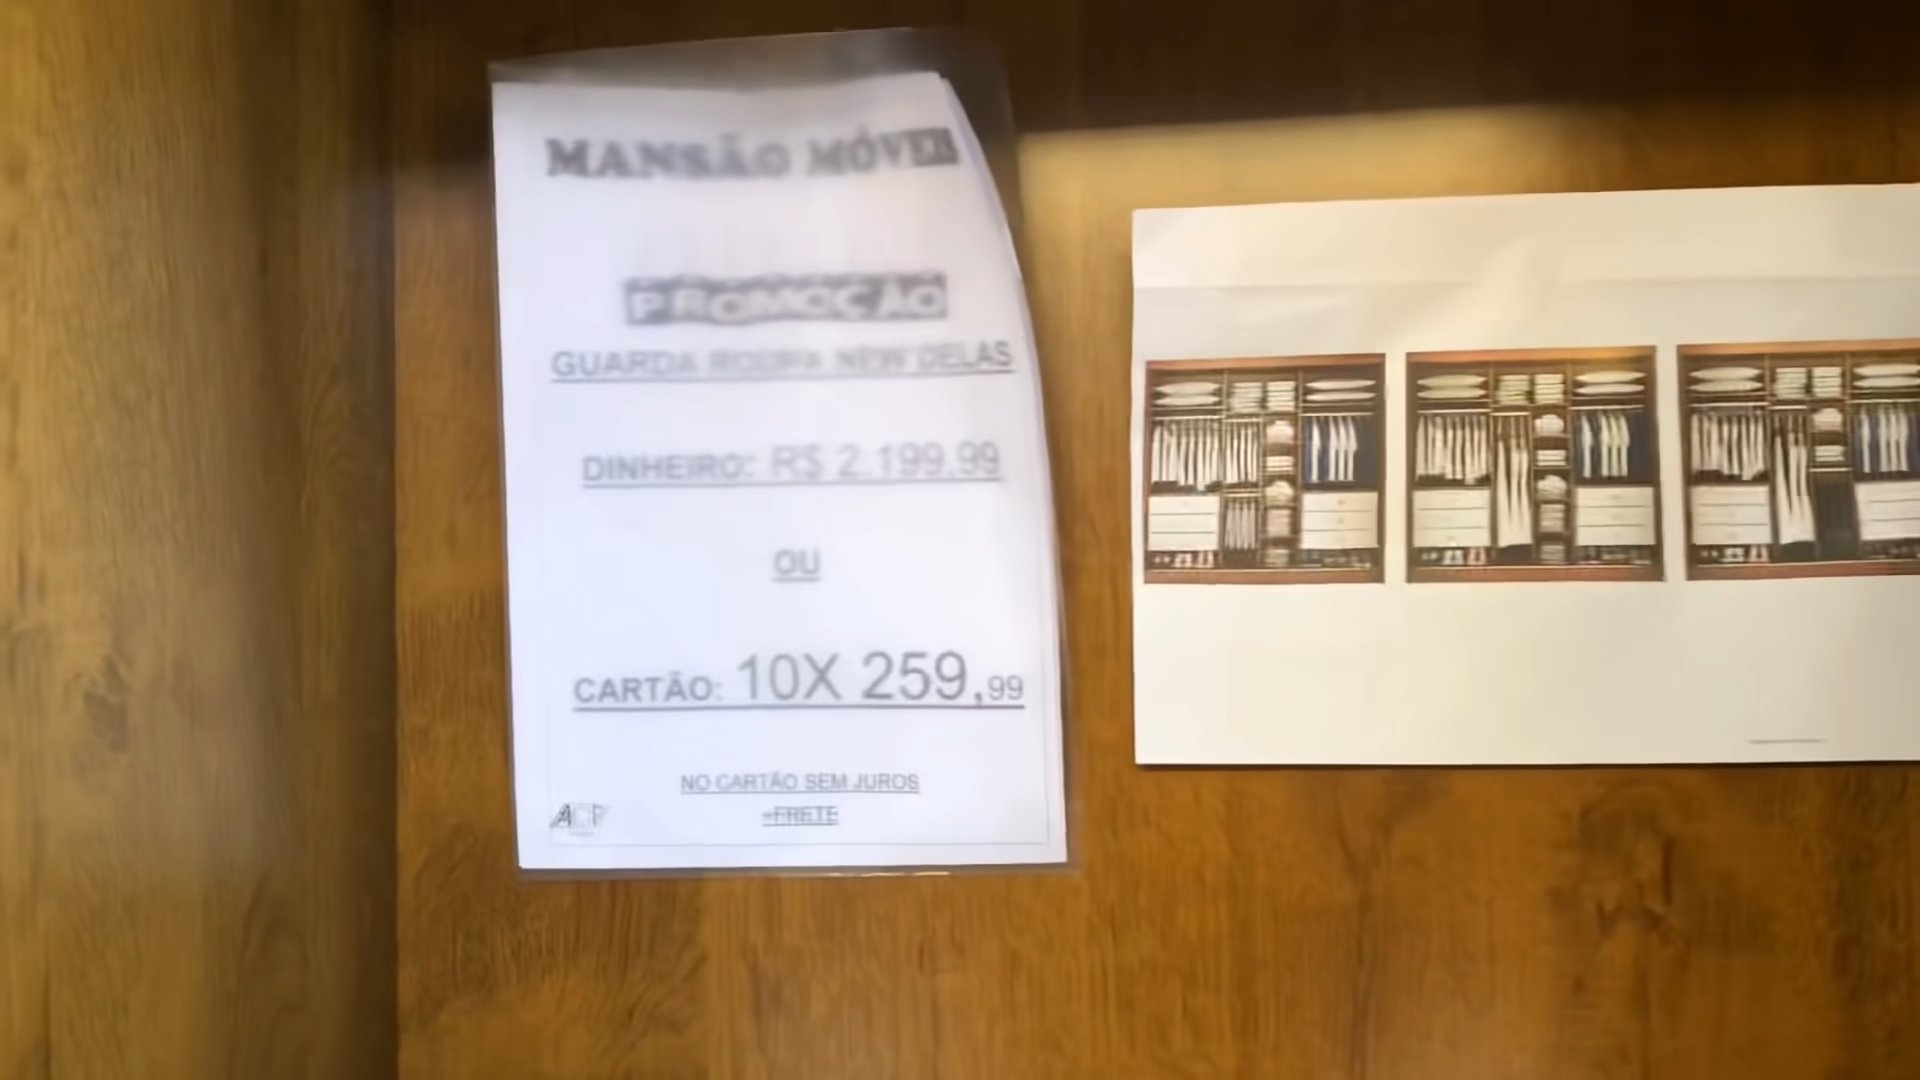 MANSÃO MÓVEIS
PROMOÇÃO
GUARDA ROUPA NEW DELAS
DINHEIRO: R$ 2.199,99
OU
CARTÃO: 10X 259,99
NO CARTÃO SEM JUROS
+FRETE